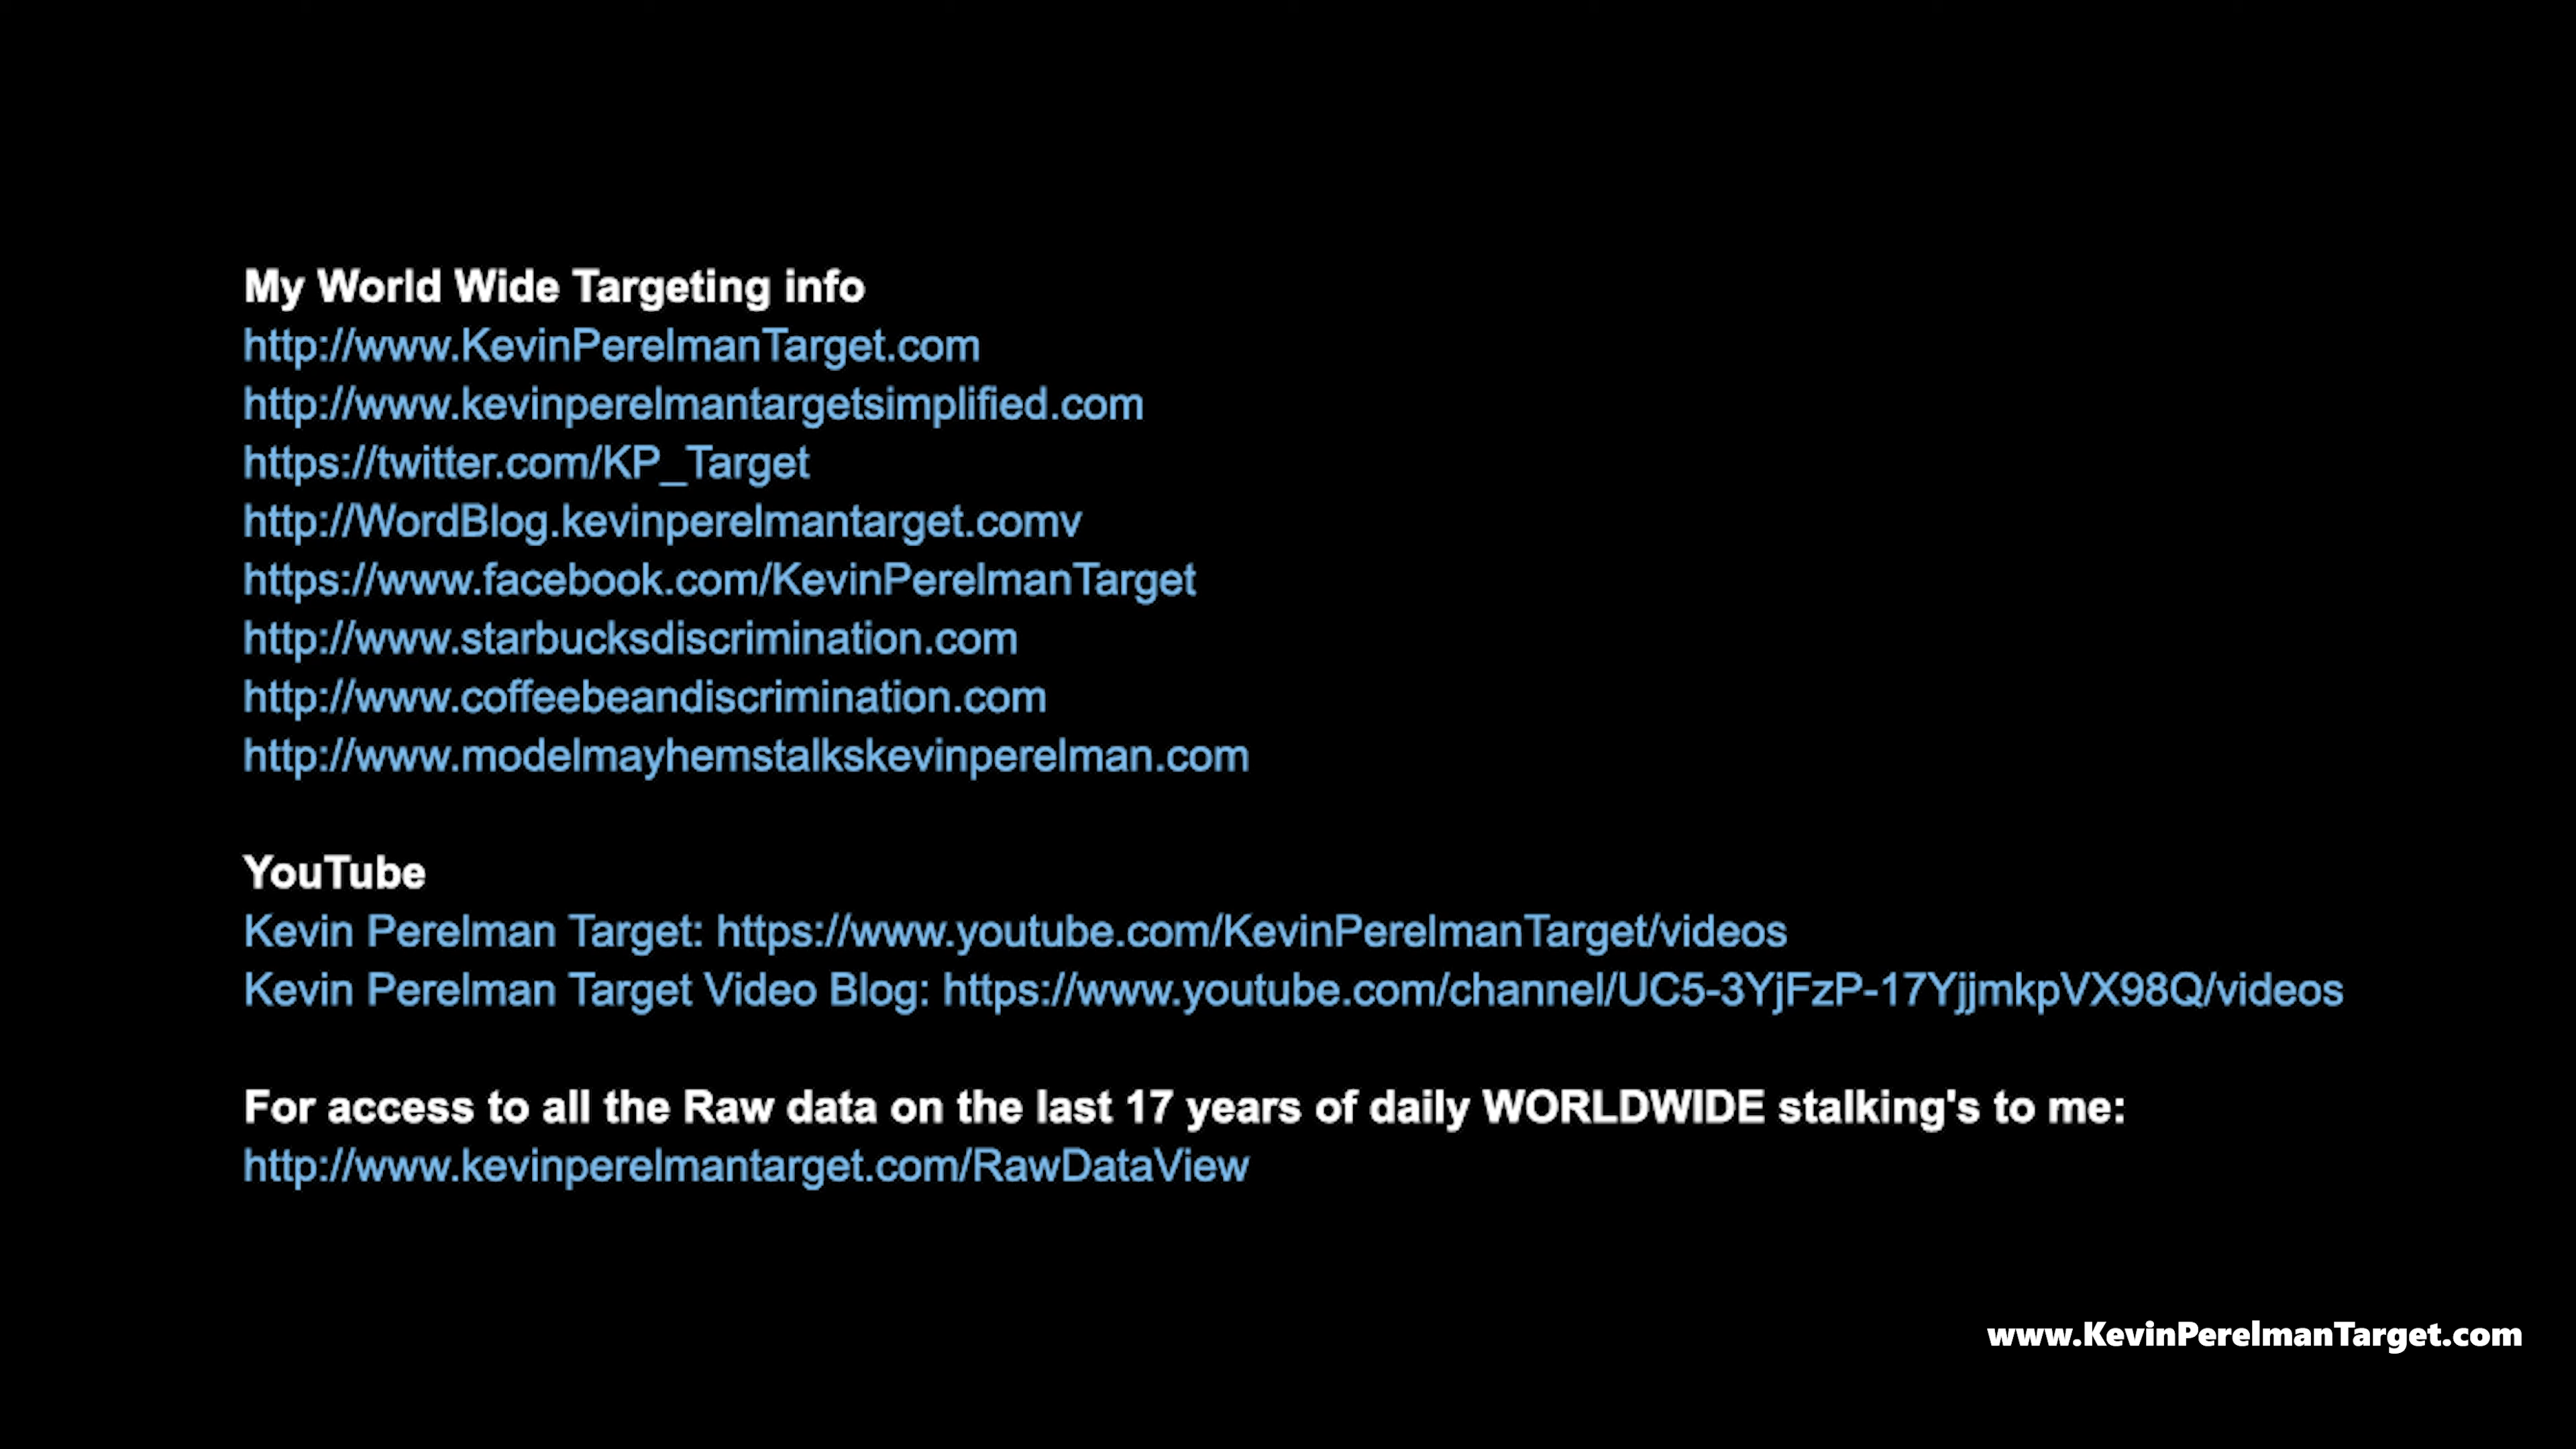 My World Wide Targeting info
http://www.KevinPerelmanTarget.com
http://www.kevinperelmantargetsimplified.com
https://twitter.com/KP_Target
http://WordBlog.kevinperelmantarget.comv
https://www.facebook.com/KevinPerelmanTarget
http://www.starbucksdiscrimination.com
http://www.coffeebeandiscrimination.com
http://www.modelmayhemstalkskevinperelman.com
YouTube
Kevin Perelman Target: https://www.youtube.com/KevinPerelmanTarget/videos
Kevin Perelman Target Video Blog: https://www.youtube.com/channel/UC5-3YjFzP-17YjjmkpVX98Q/videos
For access to all the Raw data on the last 17 years of daily WORLDWIDE stalking's to me:
http://www.kevinperelmantarget.com/RawDataView
www.KevinPerelmanTarget.com